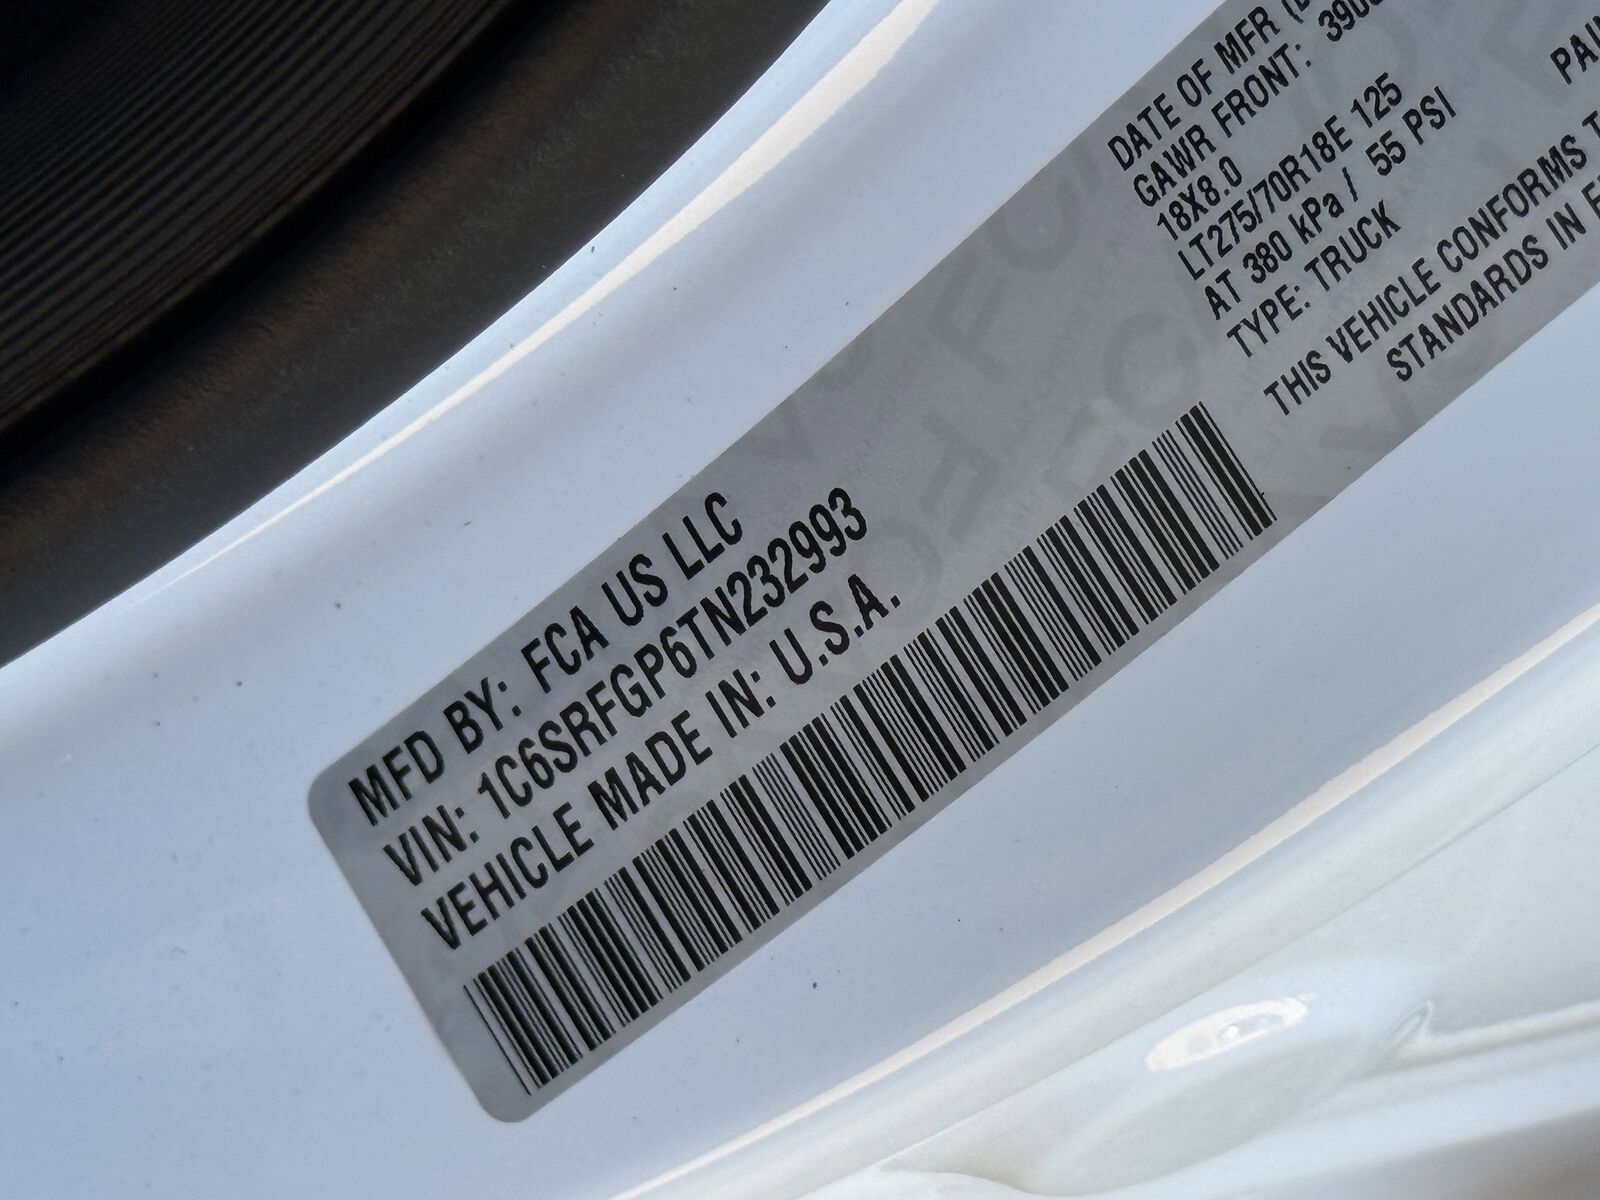 MFD BY: FCA US LLC
VIN: 1C6SRFGP6TN232993
VEHICLE MADE IN: U.S.A.
DATE OF MFR
GAWR FRONT:
18X8.0
LT275/70R18E 125
AT 380 kPa / 55 PSI
TYPE: TRUCK
THIS VEHICLE CONFORMS
STANDARDS IN